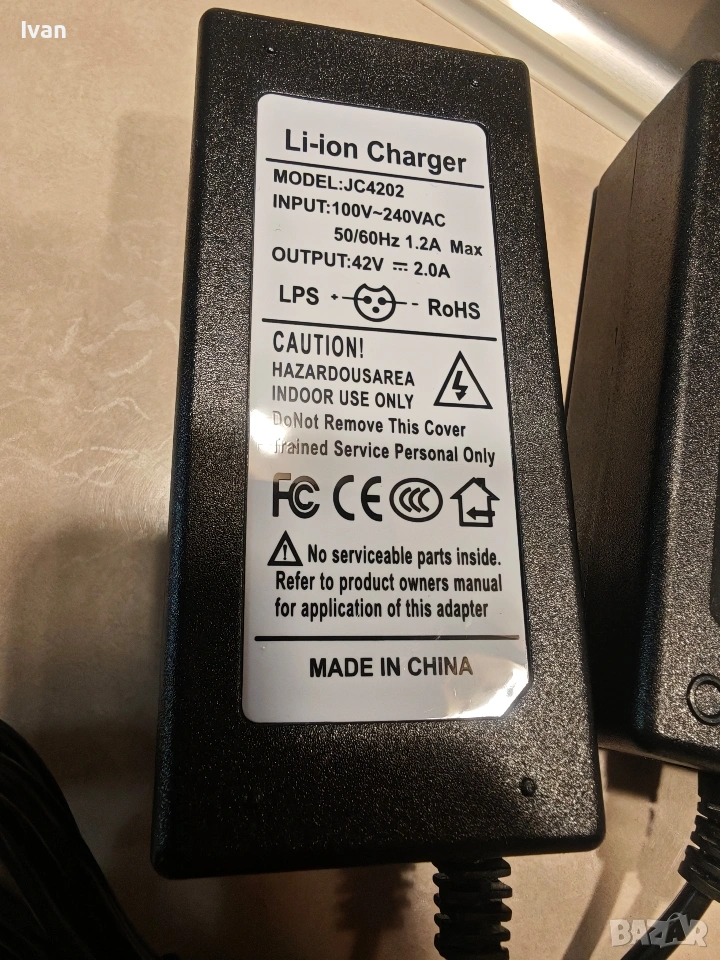 Ivan
Li-ion Charger
MODEL:JC4202
INPUT:100V~240VAC
50/60Hz 1.2A Max
OUTPUT:42V ⎓ 2.0A
LPS + - RoHS
CAUTION!
HAZARDOUSAREA
INDOOR USE ONLY
DoNot Remove This Cover
Trained Service Personal Only
FC CE CCC
No serviceable parts inside.
Refer to product owners manual
for application of this adapter
MADE IN CHINA
BAZAR